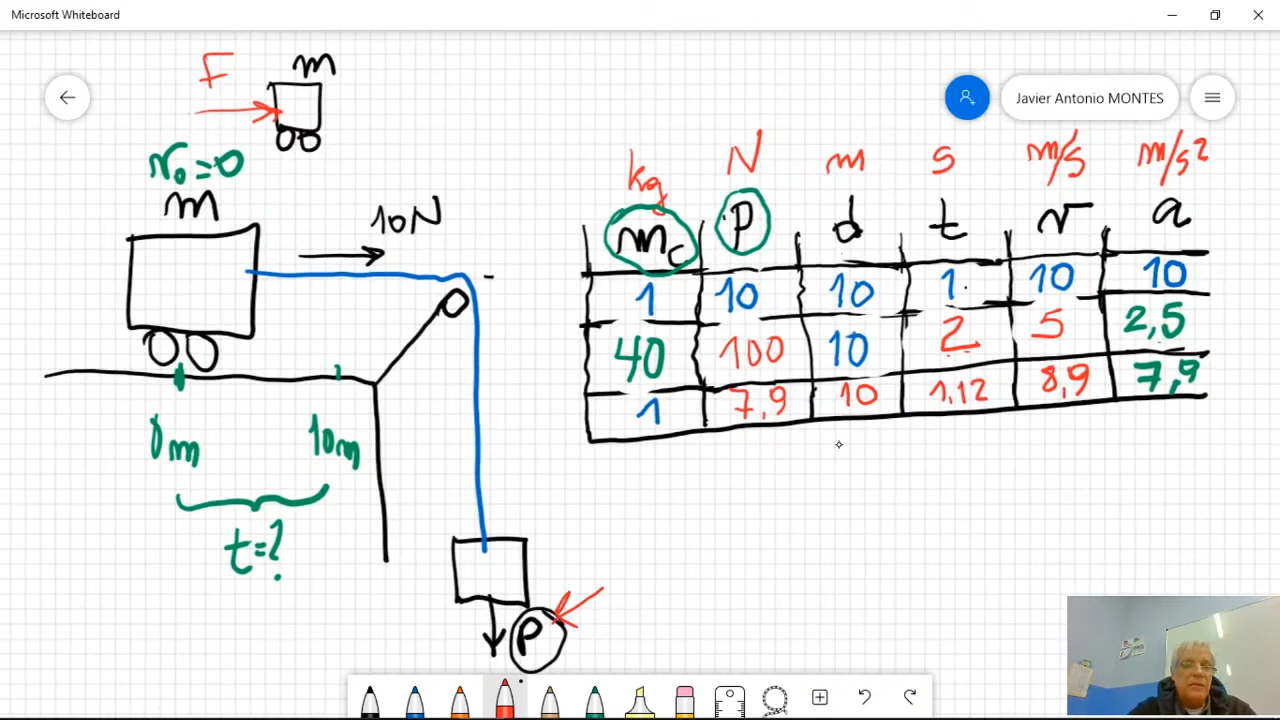 Microsoft Whiteboard
F
m
Javier Antonio MONTES
v₀=0
m
10N
kg N m s m/s m/s²
m_c P d t v a
1 10 10 1 10 10
40 100 10 2 5 2,5
1 7,9 10 1,12 8,9 7,9
0m
10m
t=?
P